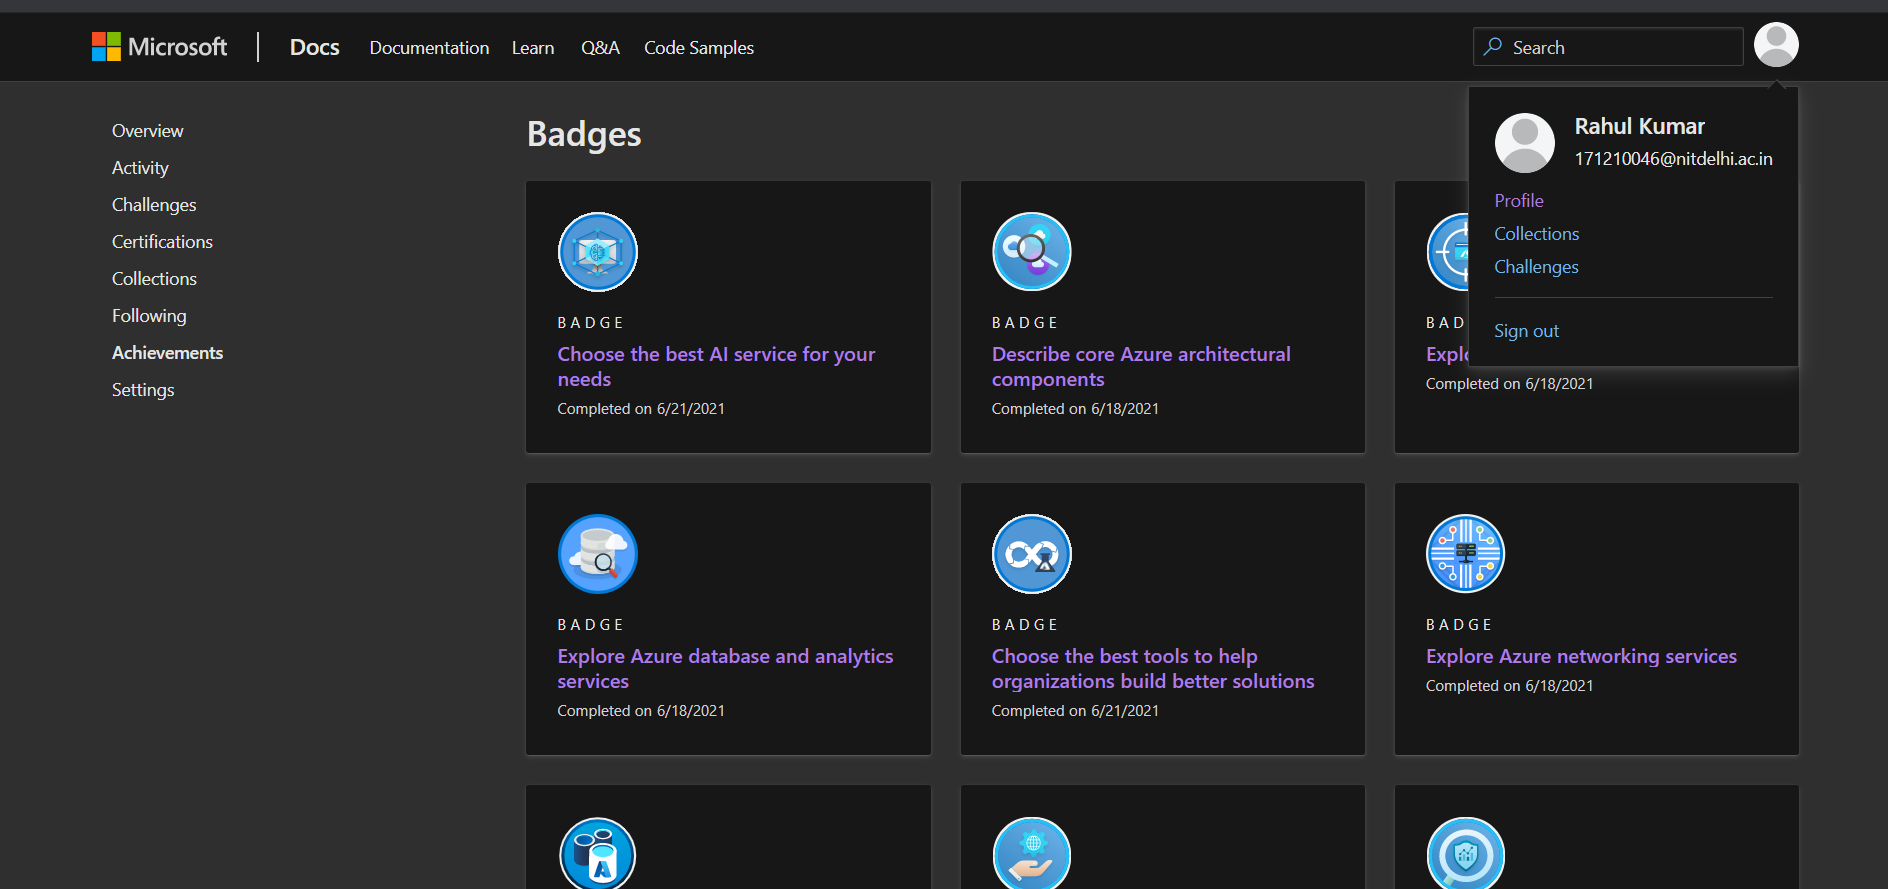 Microsoft
Docs
Documentation
Learn
Q&A
Code Samples
Search
Rahul Kumar
171210046@nitdelhi.ac.in
Profile
Collections
Challenges
Sign out
Overview
Activity
Challenges
Certifications
Collections
Following
Achievements
Settings
Badges
BADGE
Choose the best AI service for your
needs
Completed on 6/21/2021
BADGE
Describe core Azure architectural
components
Completed on 6/18/2021
BAD
Expl
Completed on 6/18/2021
BADGE
Explore Azure database and analytics
services
Completed on 6/18/2021
BADGE
Choose the best tools to help
organizations build better solutions
Completed on 6/21/2021
BADGE
Explore Azure networking services
Completed on 6/18/2021